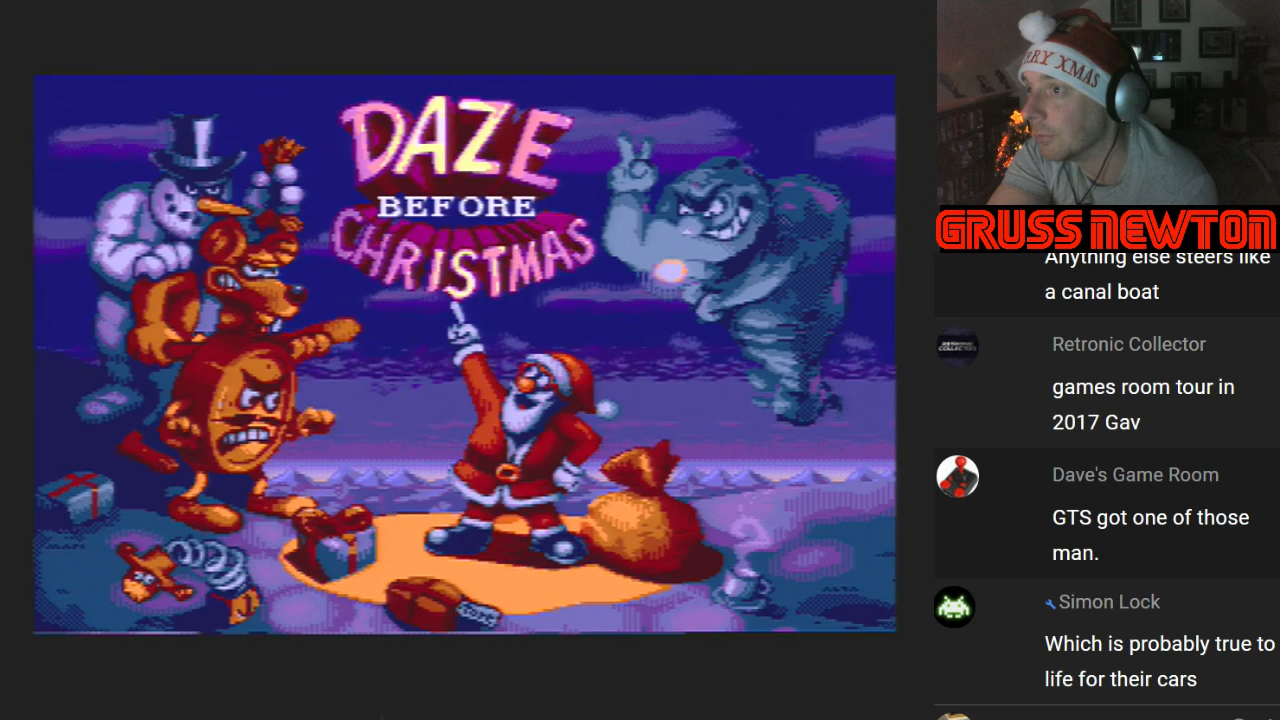 DAZE
BEFORE
CHRISTMAS
RRY XMAS
GRUSS NEWTON
Anything else steers like
a canal boat
Retronic Collector
games room tour in
2017 Gav
Dave's Game Room
GTS got one of those
man.
Simon Lock
Which is probably true to
life for their cars